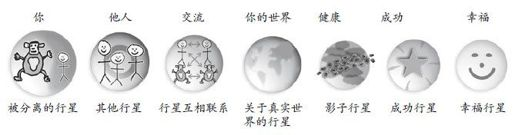 你 他人 交流 你的世界 健康 成功 幸福
被分离的行星 其他行星 行星互相联系 关于真实世界的行星 影子行星 成功行星 幸福行星